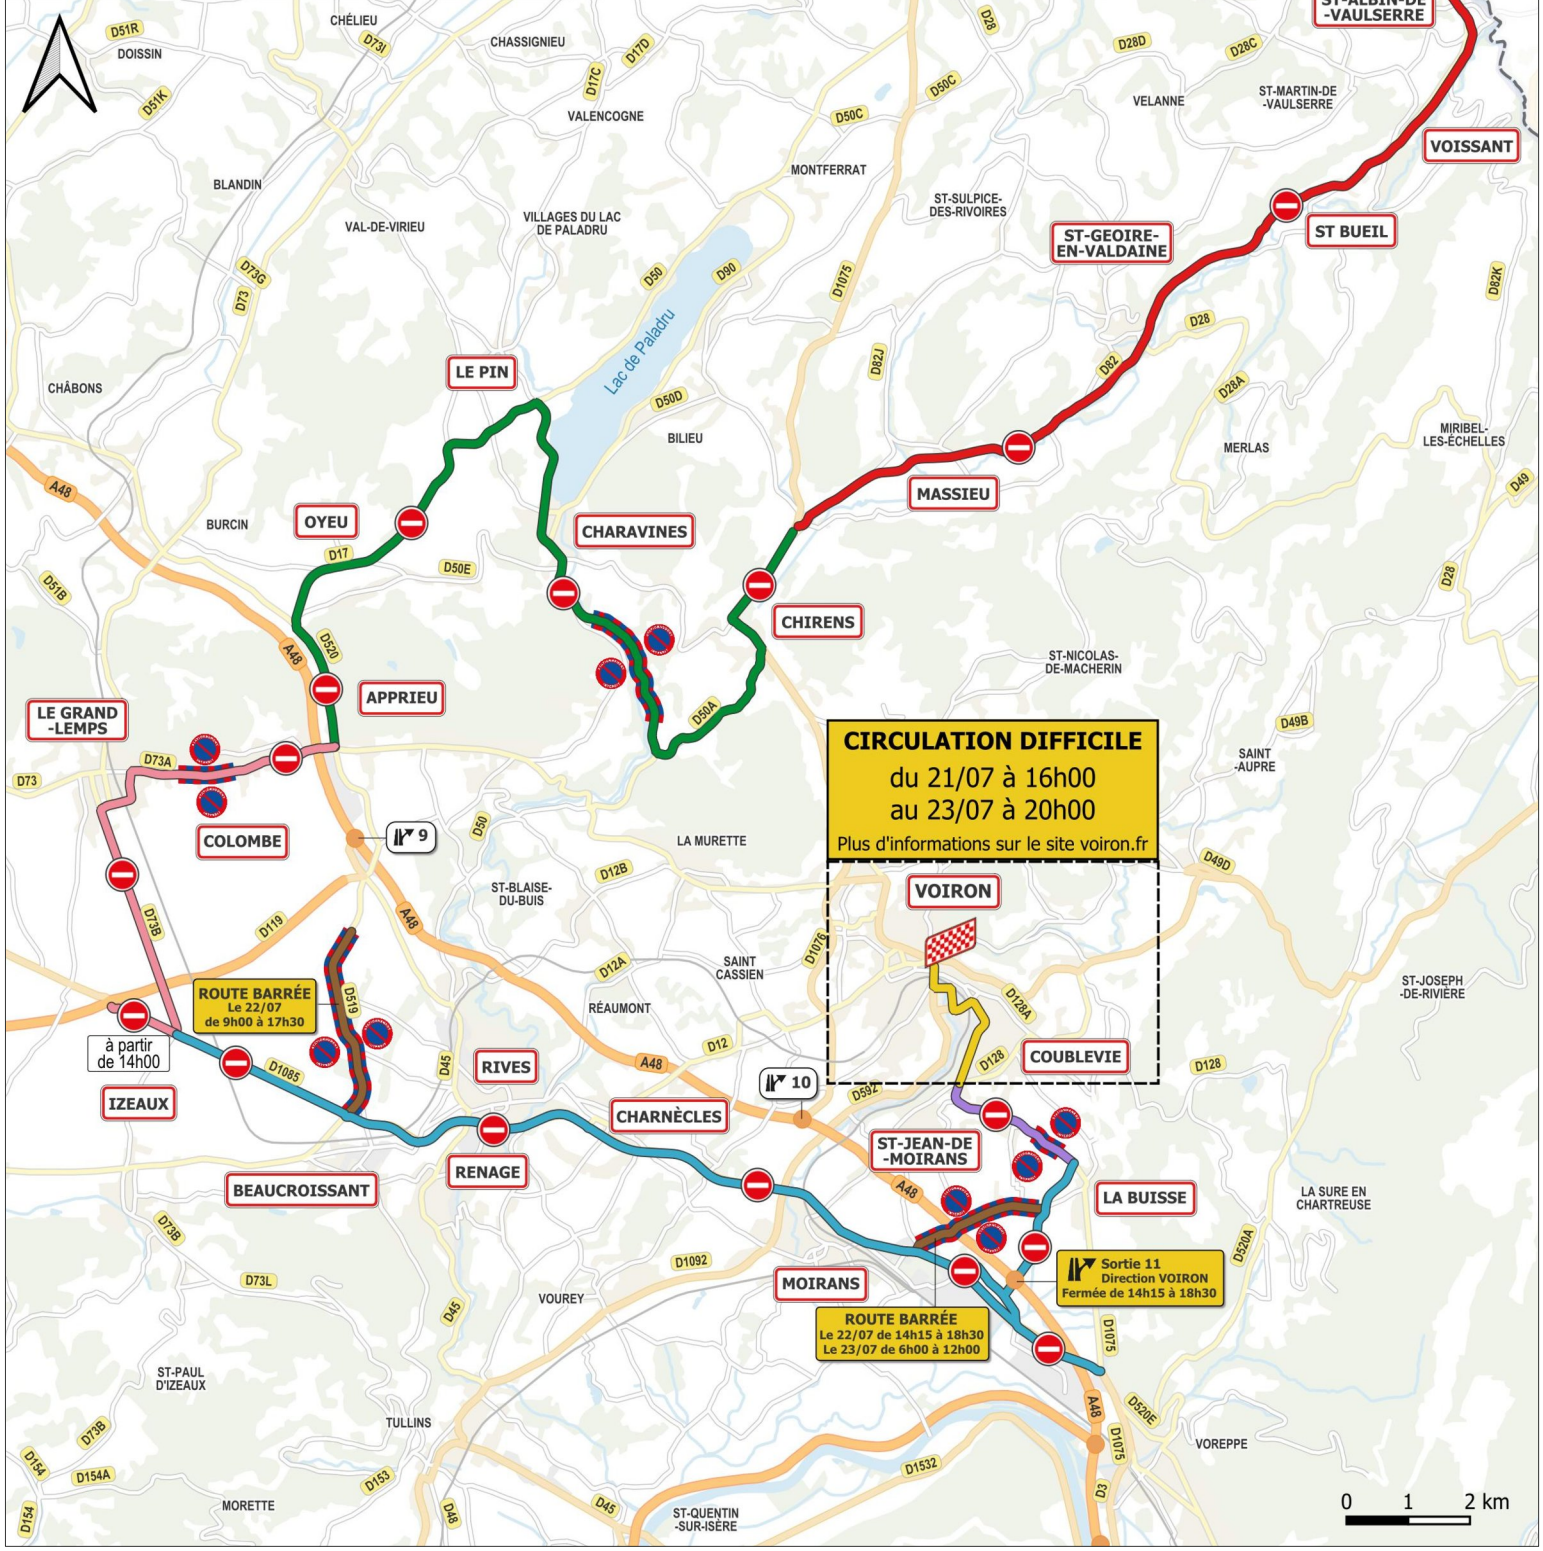 ST-ALBIN-DE
-VAULSERRE
CHÉLIEU
D51R
DOISSIN
D73I
CHASSIGNIEU
D17D
D17C
D28
D28D
D28C
D51K
D50C
D50C
VALENCOGNE
VELANNE
ST-MARTIN-DE
-VAULSERRE
VOISSANT
MONTFERRAT
BLANDIN
VAL-DE-VIRIEU
VILLAGES DU LAC
DE PALADRU
ST-SULPICE-
DES-RIVOIRES
ST-GEOIRE-
EN-VALDAINE
ST BUEIL
D73G
D73
D50
D90
D1075
D82K
D28
Lac de Paladru
LE PIN
D82J
D82
D28A
CHÂBONS
D50D
BILIEU
MERLAS
MIRIBEL-
LES-ÉCHELLES
A48
MASSIEU
D49
BURCIN
OYEU
CHARAVINES
D17
D50E
D51B
D28
CHIRENS
D520
A48
ST-NICOLAS-
DE-MACHERIN
APPRIEU
LE GRAND
-LEMPS
D50A
D49B
D73A
D73
CIRCULATION DIFFICILE
du 21/07 à 16h00
au 23/07 à 20h00
Plus d'informations sur le site voiron.fr
SAINT
-AUPRE
COLOMBE
9
D50
LA MURETTE
D49D
D12B
ST-BLAISE-
DU-BUIS
VOIRON
D73B
D119
A48
D1076
D12A
SAINT
CASSIEN
ST-JOSEPH
-DE-RIVIÈRE
ROUTE BARRÉE
Le 22/07
de 9h00 à 17h30
D519
RÉAUMONT
D128A
à partir
de 14h00
D12
COUBLEVIE
D1085
D45
RIVES
A48
D128
D128
10
D592
IZEAUX
CHARNÈCLES
ST-JEAN-DE
-MOIRANS
BEAUCROISSANT
RENAGE
A48
LA BUISSE
LA SURE EN
CHARTREUSE
D73B
D520A
D1092
D73L
MOIRANS
Sortie 11
Direction VOIRON
Fermée de 14h15 à 18h30
VOUREY
D45
ROUTE BARRÉE
Le 22/07 de 14h15 à 18h30
Le 23/07 de 6h00 à 12h00
D1075
ST-PAUL
D'IZEAUX
TULLINS
A48
D520E
D73B
D1075
VOREPPE
D154
D154A
D153
D1532
D3
MORETTE
D154
D48
D45
ST-QUENTIN
-SUR-ISÈRE
0 1 2 km